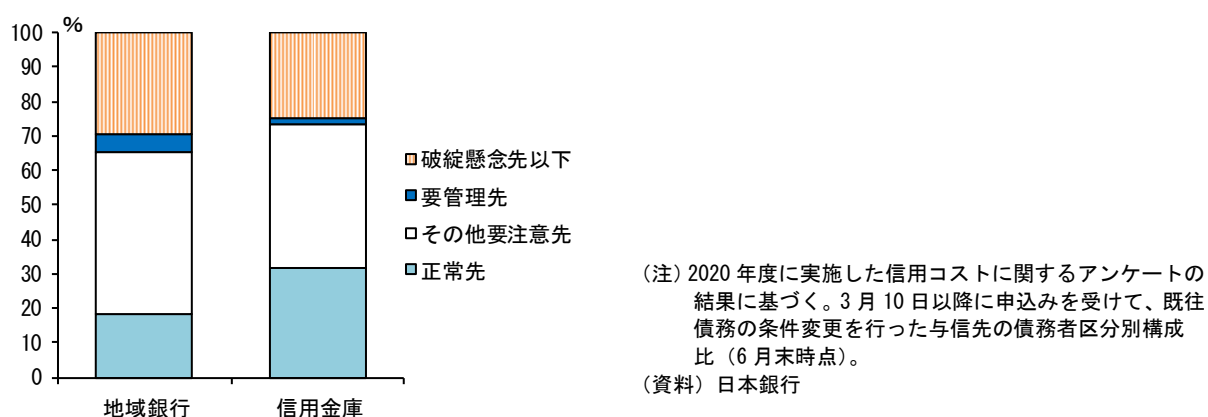 %
100
90
80
70
60
50
40
30
20
10
0
地域銀行
信用金庫
破綻懸念先以下
要管理先
その他要注意先
正常先
(注) 2020 年度に実施した信用コストに関するアンケートの
結果に基づく。3 月 10 日以降に申込みを受けて、既往
債務の条件変更を行った与信先の債務者区分別構成
比(6 月末時点)。
(資料)日本銀行